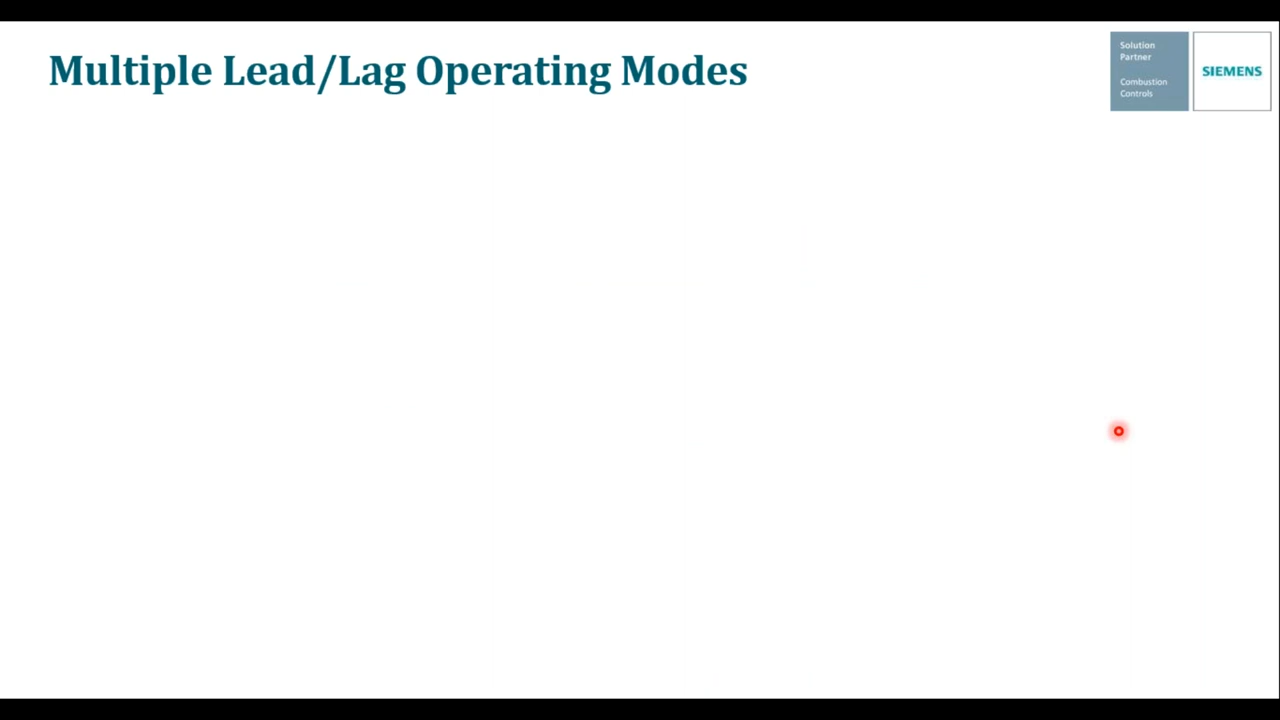 Multiple Lead/Lag Operating Modes
Solution
Partner
Combustion
Controls
SIEMENS